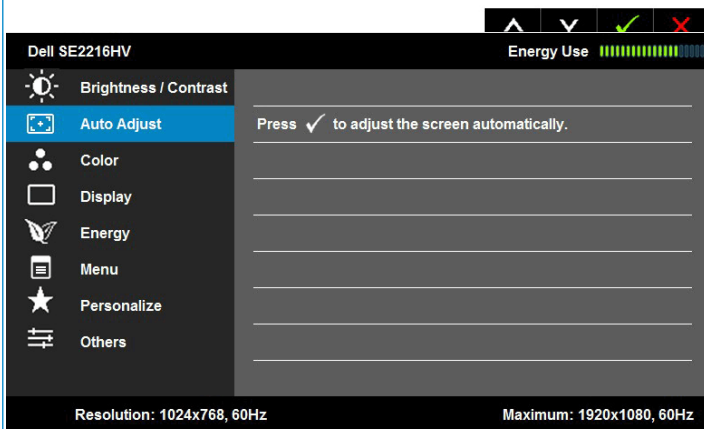 Dell SE2216HV
Energy Use
Brightness / Contrast
Auto Adjust
Press ✓ to adjust the screen automatically.
Color
Display
Energy
Menu
Personalize
Others
Resolution: 1024x768, 60Hz
Maximum: 1920x1080, 60Hz